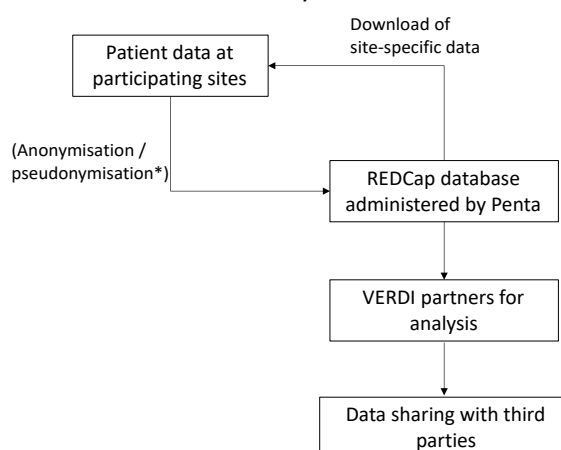 Download of
site-specific data
Patient data at
participating sites
(Anonymisation /
pseudonymisation*)
REDCap database
administered by Penta
VERDI partners for
analysis
Data sharing with third
parties